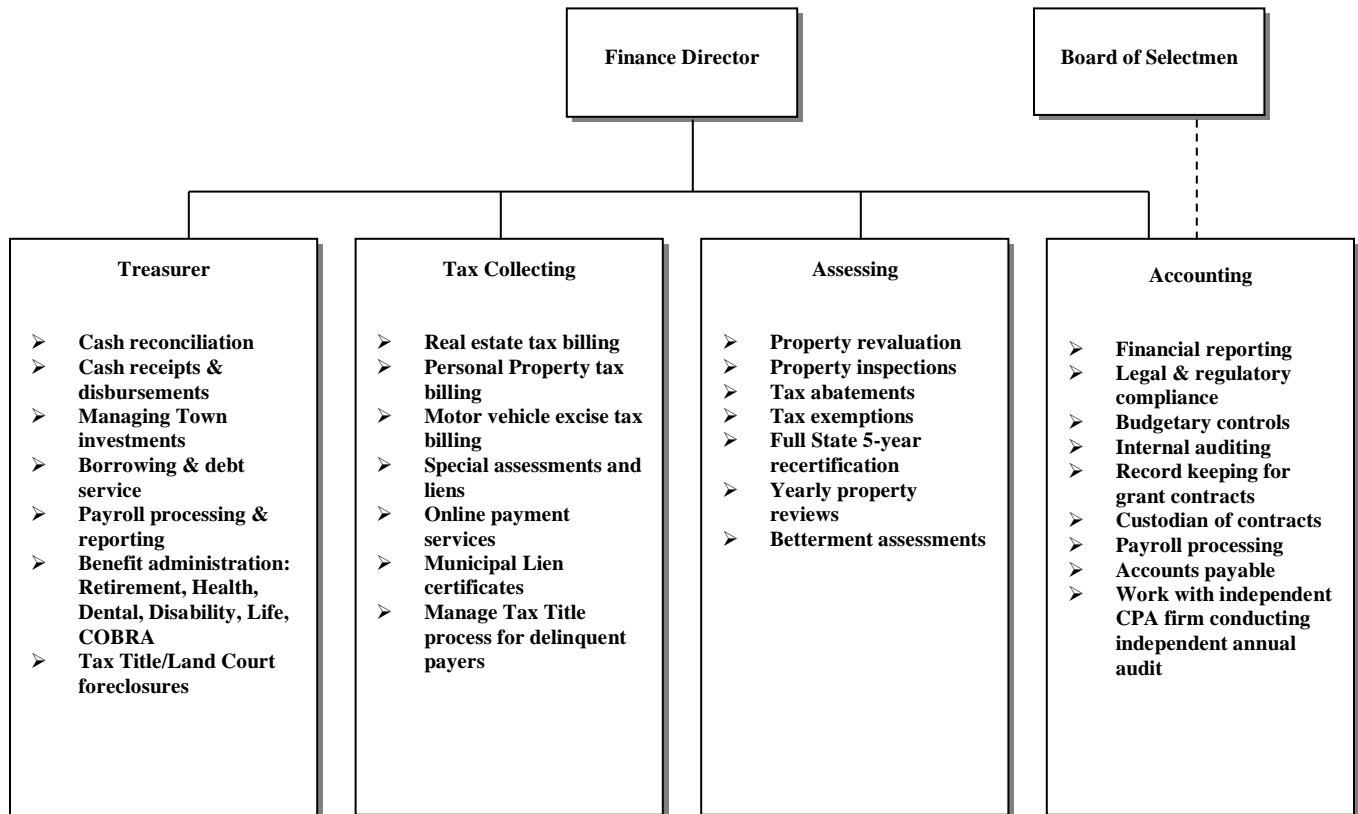 Finance Director
Board of Selectmen
Treasurer
➢ Cash reconciliation
➢ Cash receipts &
disbursements
➢ Managing Town
investments
➢ Borrowing & debt
service
➢ Payroll processing &
reporting
➢ Benefit administration:
Retirement, Health,
Dental, Disability, Life,
COBRA
➢ Tax Title/Land Court
foreclosures
Tax Collecting
➢ Real estate tax billing
➢ Personal Property tax
billing
➢ Motor vehicle excise tax
billing
➢ Special assessments and
liens
➢ Online payment
services
➢ Municipal Lien
certificates
➢ Manage Tax Title
process for delinquent
payers
Assessing
➢ Property revaluation
➢ Property inspections
➢ Tax abatements
➢ Tax exemptions
➢ Full State 5-year
recertification
➢ Yearly property
reviews
➢ Betterment assessments
Accounting
➢ Financial reporting
➢ Legal & regulatory
compliance
➢ Budgetary controls
➢ Internal auditing
➢ Record keeping for
grant contracts
➢ Custodian of contracts
➢ Payroll processing
➢ Accounts payable
➢ Work with independent
CPA firm conducting
independent annual
audit